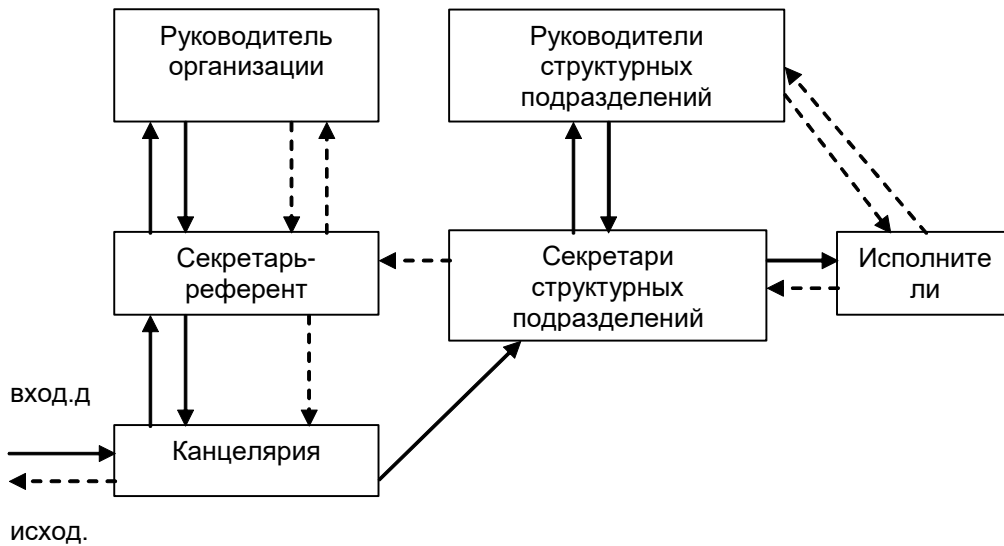 Руководитель
организации
Руководители
структурных
подразделений
Секретарь-
референт
Секретари
структурных
подразделений
Исполните
ли
вход.д
Канцелярия
исход.